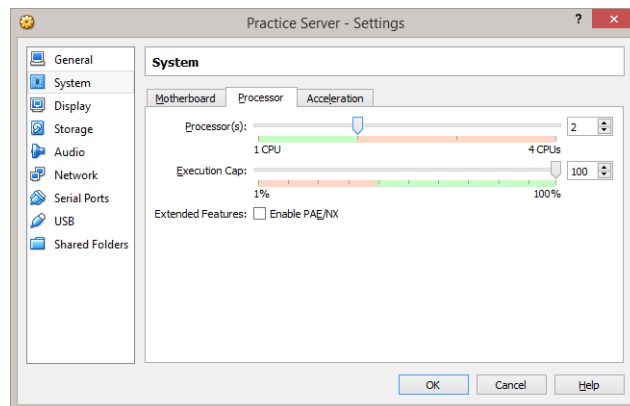 Practice Server - Settings ? ×
General
System
Display
Storage
Audio
Network
Serial Ports
USB
Shared Folders
System
Motherboard Processor Acceleration
Processor(s): 2
1 CPU 4 CPUs
Execution Cap: 100
1% 100%
Extended Features: Enable PAE/NX
OK Cancel Help